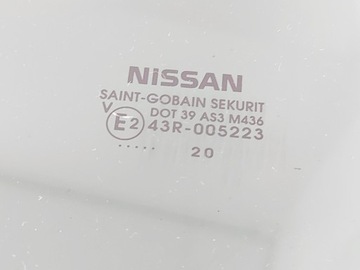 NISSAN
SAINT-GOBAIN SEKURIT
DOT 39 AS3 M436
V
E2 43R-005223
..... 20